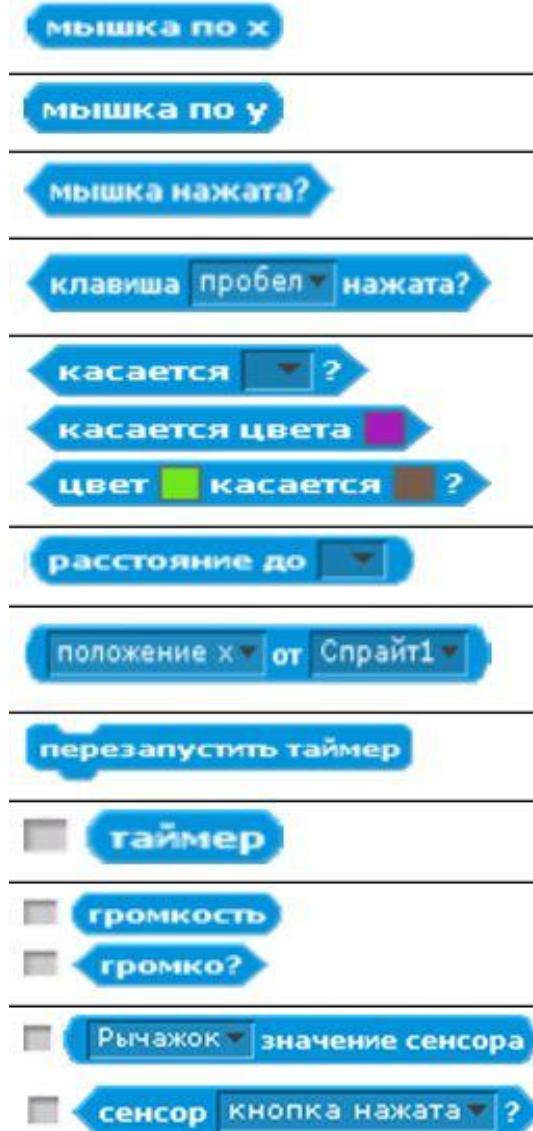 мышка по x
мышка по y
мышка нажата?
клавиша пробел нажата?
касается ?
касается цвета
цвет касается ?
расстояние до
положение x от Спрайт1
перезапустить таймер
таймер
громкость
громко?
Рычажок значение сенсора
сенсор кнопка нажата ?